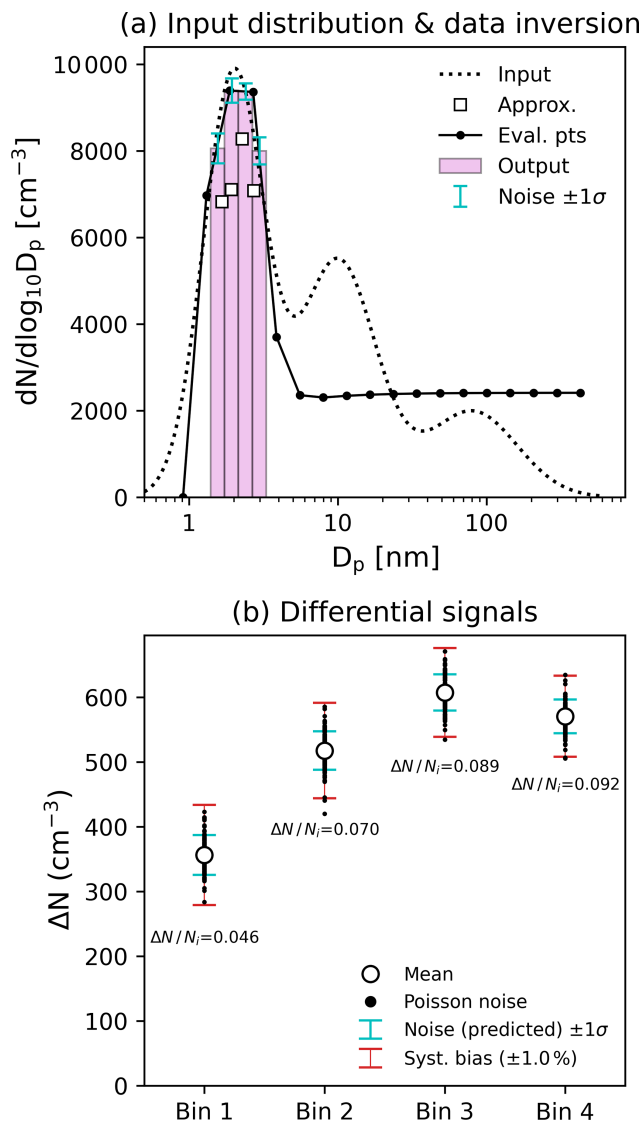 (a) Input distribution & data inversion
dN/dlog₁₀Dₚ [cm⁻³]
10 000
8000
6000
4000
2000
0
Input
Approx.
Eval. pts
Output
Noise ±1σ
1
10
100
Dₚ [nm]
(b) Differential signals
ΔN (cm⁻³)
600
500
400
300
200
100
0
ΔN/Nᵢ=0.046
ΔN/Nᵢ=0.070
ΔN/Nᵢ=0.089
ΔN/Nᵢ=0.092
Mean
Poisson noise
Noise (predicted) ±1σ
Syst. bias (±1.0 %)
Bin 1
Bin 2
Bin 3
Bin 4